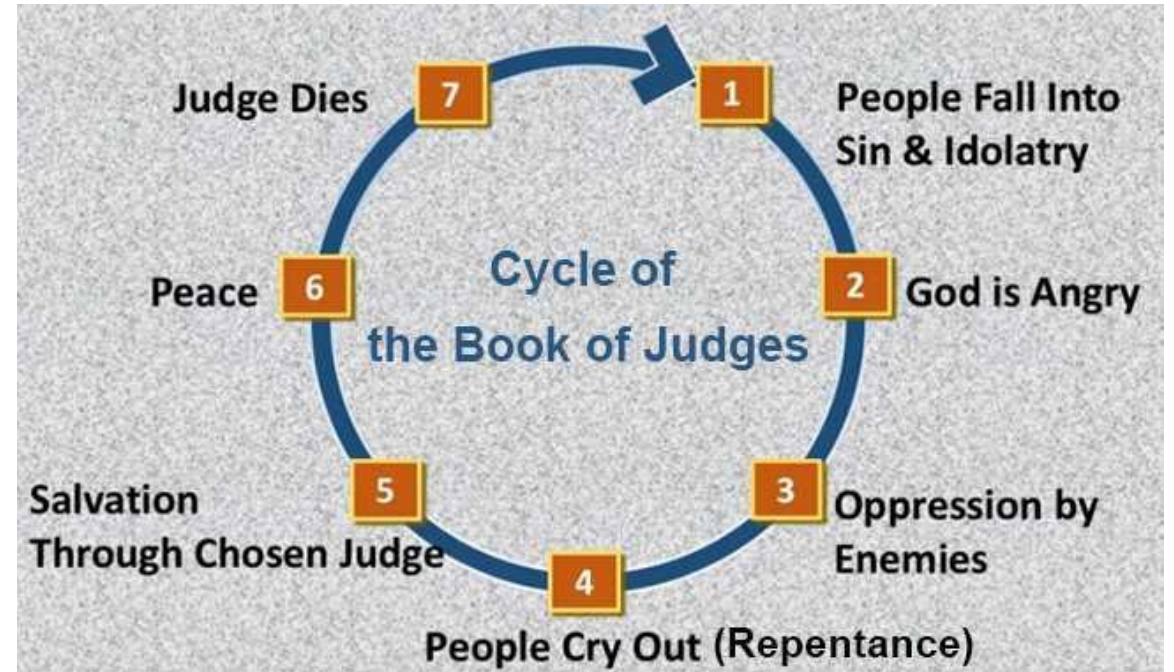 Cycle of
the Book of Judges
1
People Fall Into
Sin & Idolatry
2
God is Angry
3
Oppression by
Enemies
4
People Cry Out (Repentance)
5
Salvation
Through Chosen Judge
6
Peace
7
Judge Dies